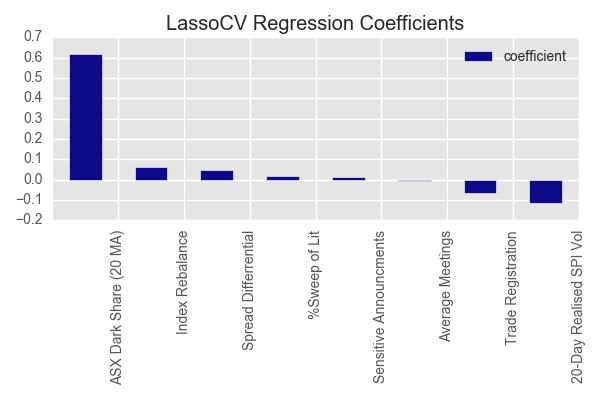 LassoCV Regression Coefficients
0.7
0.6
0.5
0.4
0.3
0.2
0.1
0.0
−0.1
−0.2
coefficient
ASX Dark Share (20 MA)
Index Rebalance
Spread Differrential
%Sweep of Lit
Sensitive Announcments
Average Meetings
Trade Registration
20-Day Realised SPI Vol